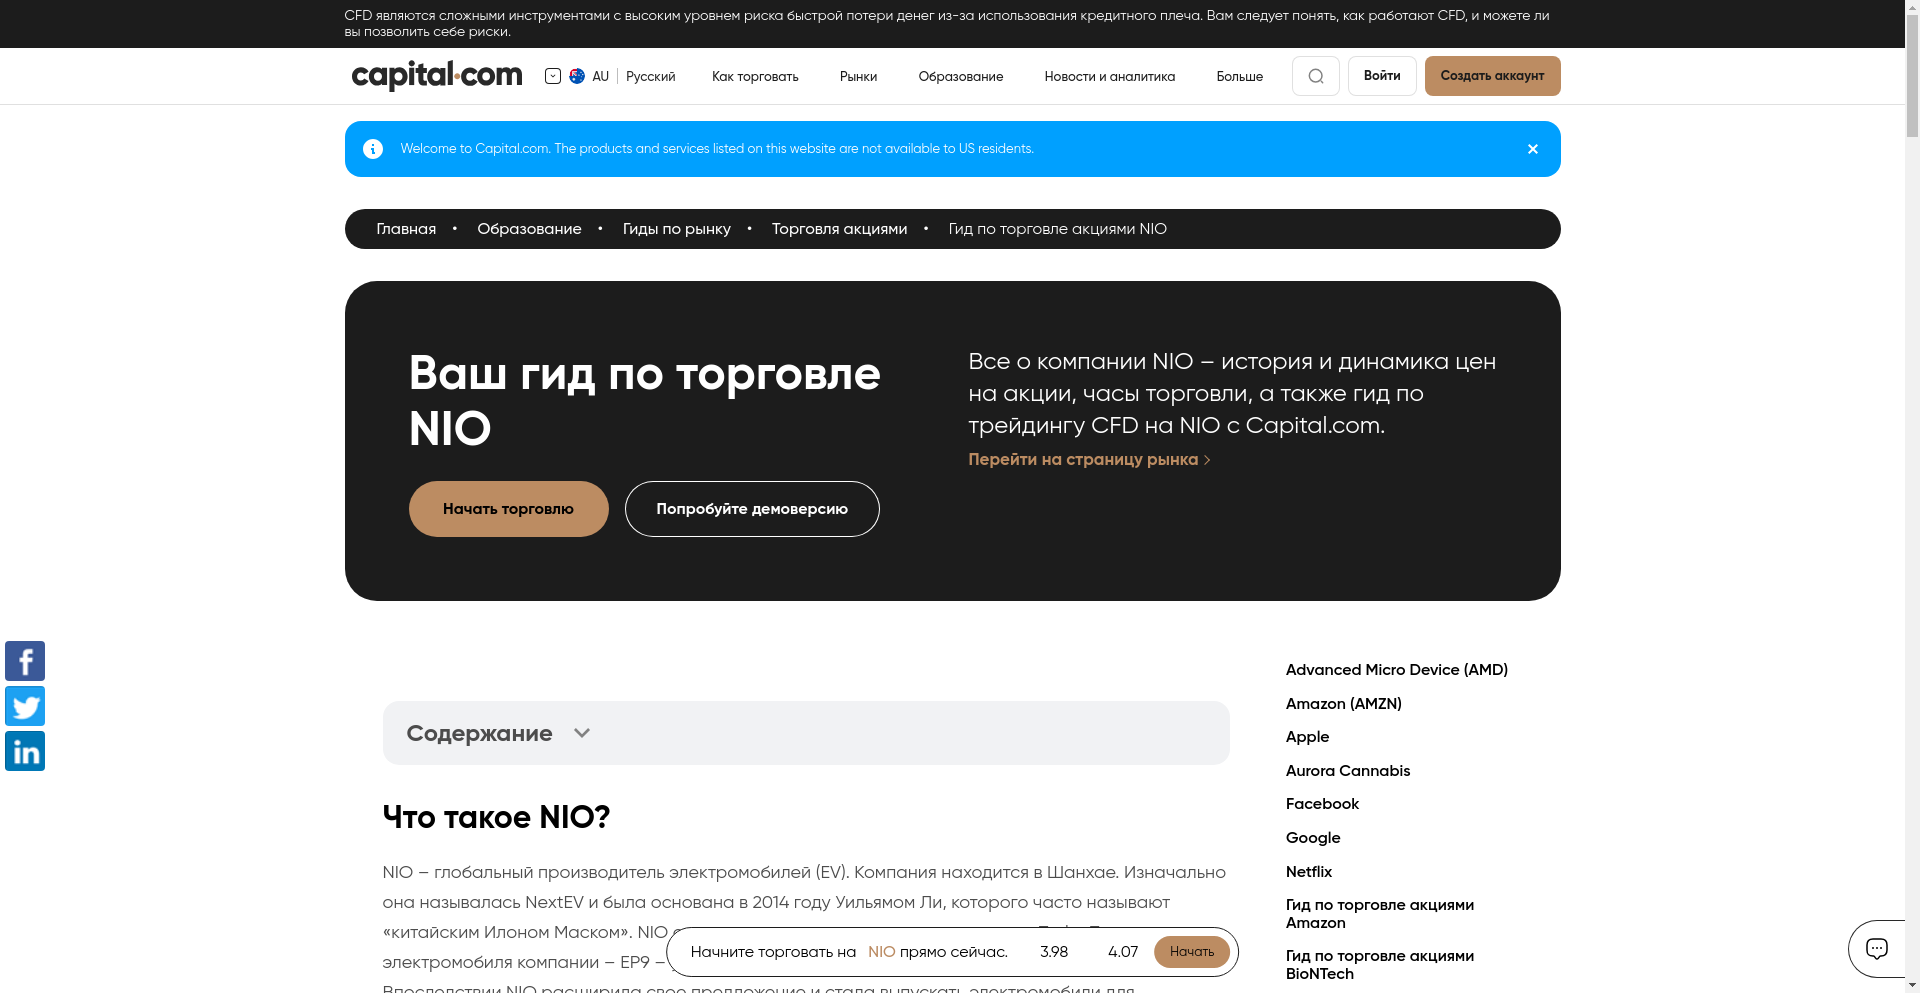 CFD являются сложными инструментами с высоким уровнем риска быстрой потери денег из-за использования кредитного плеча. Вам следует понять, как работают CFD, и можете ли
вы позволить себе риски.
capital.com
AU Русский Как торговать Рынки Образование Новости и аналитика Больше Войти Создать аккаунт
Welcome to Capital.com. The products and services listed on this website are not available to US residents.
Главная • Образование • Гиды по рынку • Торговля акциями • Гид по торговле акциями NIO
Ваш гид по торговле
NIO
Начать торговлю Попробуйте демоверсию
Все о компании NIO – история и динамика цен
на акции, часы торговли, а также гид по
трейдингу CFD на NIO с Capital.com.
Перейти на страницу рынка
Содержание
Что такое NIO?
NIO – глобальный производитель электромобилей (EV). Компания находится в Шанхае. Изначально
она называлась NextEV и была основана в 2014 году Уильямом Ли, которого часто называют
«китайским Илоном Маском». NIO
электромобиля компании – EP9 –
Впоследствии NIO расширила свое предложение и стала выпускать электромобили для
Начните торговать на NIO прямо сейчас. 3.98 4.07 Начать
Advanced Micro Device (AMD)
Amazon (AMZN)
Apple
Aurora Cannabis
Facebook
Google
Netflix
Гид по торговле акциями
Amazon
Гид по торговле акциями
BioNTech